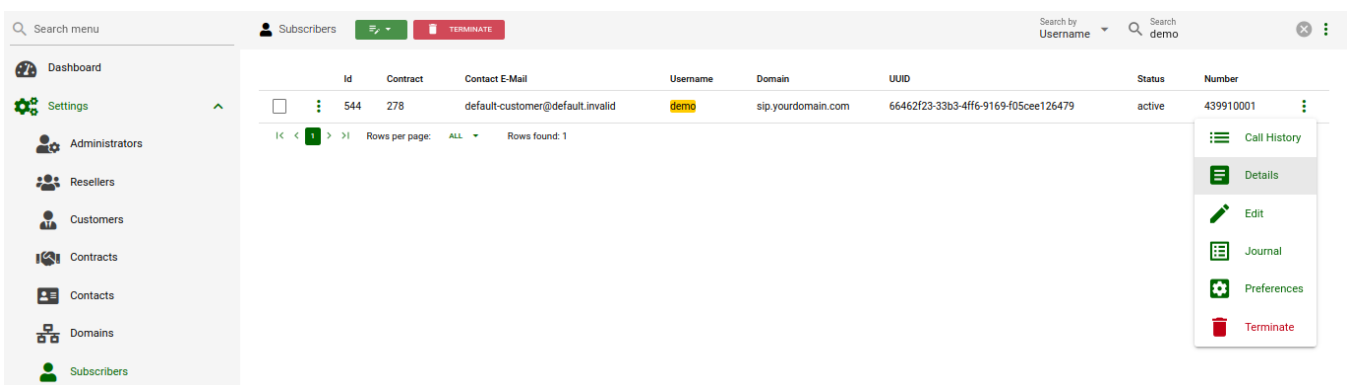 Search menu
Subscribers
TERMINATE
Search by
Username
Search
demo
Dashboard
Settings
Administrators
Resellers
Customers
Contracts
Contacts
Domains
Subscribers
Id Contract Contact E-Mail Username Domain UUID Status Number
544 278 default-customer@default.invalid demo sip.yourdomain.com 66462f23-33b3-4ff6-9169-f05cee126479 active 439910001
1 Rows per page: ALL Rows found: 1
Call History
Details
Edit
Journal
Preferences
Terminate